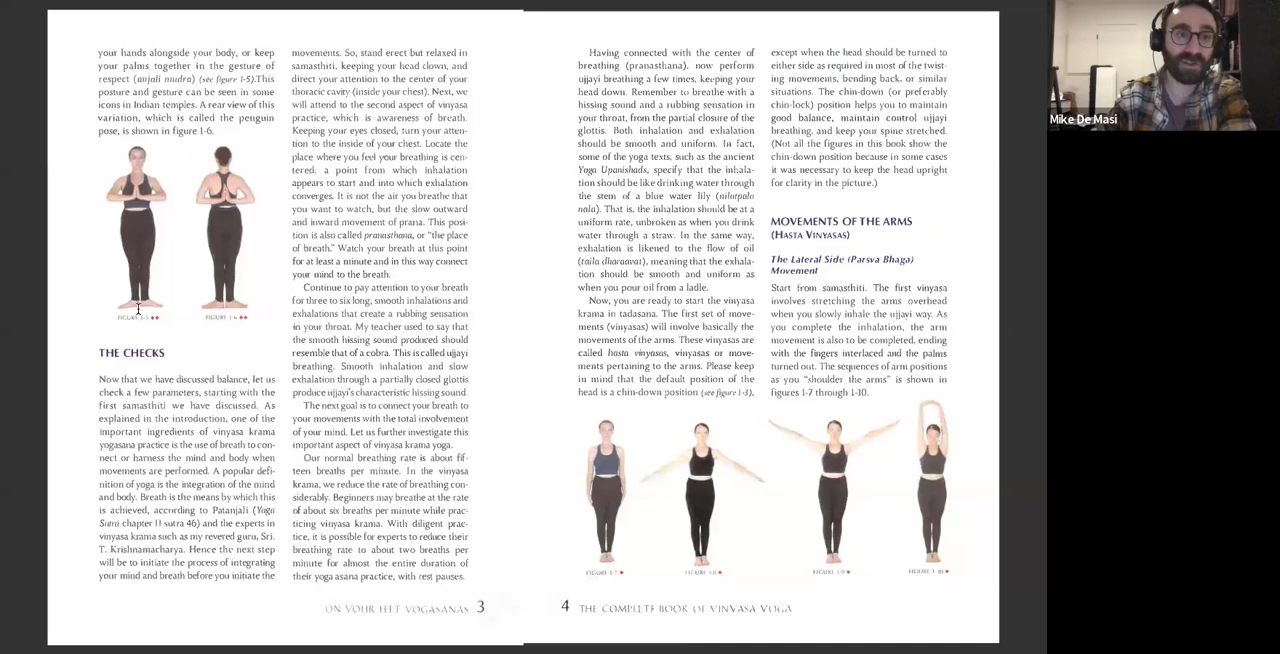 your hands alongside your body, or keep
your palms together in the gesture of
respect (anjali mudra) (see figure 1-5).This
posture and gesture can be seen in some
icons in Indian temples. A rear view of this
variation, which is called the penguin
pose, is shown in figure 1-6.
FIGURE 1-5
FIGURE 1-6
THE CHECKS
Now that we have discussed balance, let us
check a few parameters, starting with the
first samasthiti we have discussed. As
explained in the introduction, one of the
important ingredients of vinyasa krama
yogasana practice is the use of breath to con-
nect or harness the mind and body when
movements are performed. A popular defi-
nition of yoga is the integration of the mind
and body. Breath is the means by which this
is achieved, according to Patanjali (Yoga
Sutra chapter II sutra 46) and the experts in
vinyasa krama such as my revered guru, Sri.
T. Krishnamacharya. Hence the next step
will be to initiate the process of integrating
your mind and breath before you initiate the
movements. So, stand erect but relaxed in
samasthiti, keeping your head down, and
direct your attention to the center of your
thoracic cavity (inside your chest). Next, we
will attend to the second aspect of vinyasa
practice, which is awareness of breath.
Keeping your eyes closed, turn your atten-
tion to the inside of your chest. Locate the
place where you feel your breathing is cen-
tered: a point from which inhalation
appears to start and into which exhalation
converges. It is not the air you breathe that
you want to watch, but the slow outward
and inward movement of prana. This posi-
tion is also called pranasthana, or "the place
of breath." Watch your breath at this point
for at least a minute and in this way connect
your mind to the breath.
Continue to pay attention to your breath
for three to six long, smooth inhalations and
exhalations that create a rubbing sensation
in your throat. My teacher used to say that
the smooth hissing sound produced should
resemble that of a cobra. This is called ujjayi
breathing. Smooth inhalation and slow
exhalation through a partially closed glottis
produce ujjayi's characteristic hissing sound.
The next goal is to connect your breath to
your movements with the total involvement
of your mind. Let us further investigate this
important aspect of vinyasa krama yoga.
Our normal breathing rate is about fif-
teen breaths per minute. In the vinyasa
krama, we reduce the rate of breathing con-
siderably. Beginners may breathe at the rate
of about six breaths per minute while prac-
ticing vinyasa krama. With diligent prac-
tice, it is possible for experts to reduce their
breathing rate to about two breaths per
minute for almost the entire duration of
their yoga asana practice, with rest pauses.
ON YOUR FEET YOGASANAS 3
Having connected with the center of
breathing (pranasthana), now perform
ujjayi breathing a few times, keeping your
head down. Remember to breathe with a
hissing sound and a rubbing sensation in
your throat, from the partial closure of the
glottis. Both inhalation and exhalation
should be smooth and uniform. In fact,
some of the yoga texts, such as the ancient
Yoga Upanishads, specify that the inhala-
tion should be like drinking water through
the stem of a blue water lily (nilotpala
nala). That is, the inhalation should be at a
uniform rate, unbroken as when you drink
water through a straw. In the same way,
exhalation is likened to the flow of oil
(taila dharaavat), meaning that the exhala-
tion should be smooth and uniform as
when you pour oil from a ladle.
Now, you are ready to start the vinyasa
krama in tadasana. The first set of move-
ments (vinyasas) will involve basically the
movements of the arms. These vinyasas are
called hasta vinyasas, vinyasas or move-
ments pertaining to the arms. Please keep
in mind that the default position of the
head is a chin-down position (see figure 1-3),
except when the head should be turned to
either side as required in most of the twist-
ing movements, bending back, or similar
situations. The chin-down (or preferably
chin-lock) position helps you to maintain
good balance, maintain control ujjayi
breathing, and keep your spine stretched.
(Not all the figures in this book show the
chin-down position because in some cases
it was necessary to keep the head upright
for clarity in the picture.)
MOVEMENTS OF THE ARMS
(HASTA VINYASAS)
The Lateral Side (Parsva Bhaga)
Movement
Start from samasthiti. The first vinyasa
involves stretching the arms overhead
when you slowly inhale the ujjayi way. As
you complete the inhalation, the arm
movement is also to be completed, ending
with the fingers interlaced and the palms
turned out. The sequences of arm positions
as you "shoulder the arms" is shown in
figures 1-7 through 1-10.
FIGURE 1-7
FIGURE 1-8
FIGURE 1-9
FIGURE 1-10
4 THE COMPLETE BOOK OF VINYASA YOGA
Mike De Masi